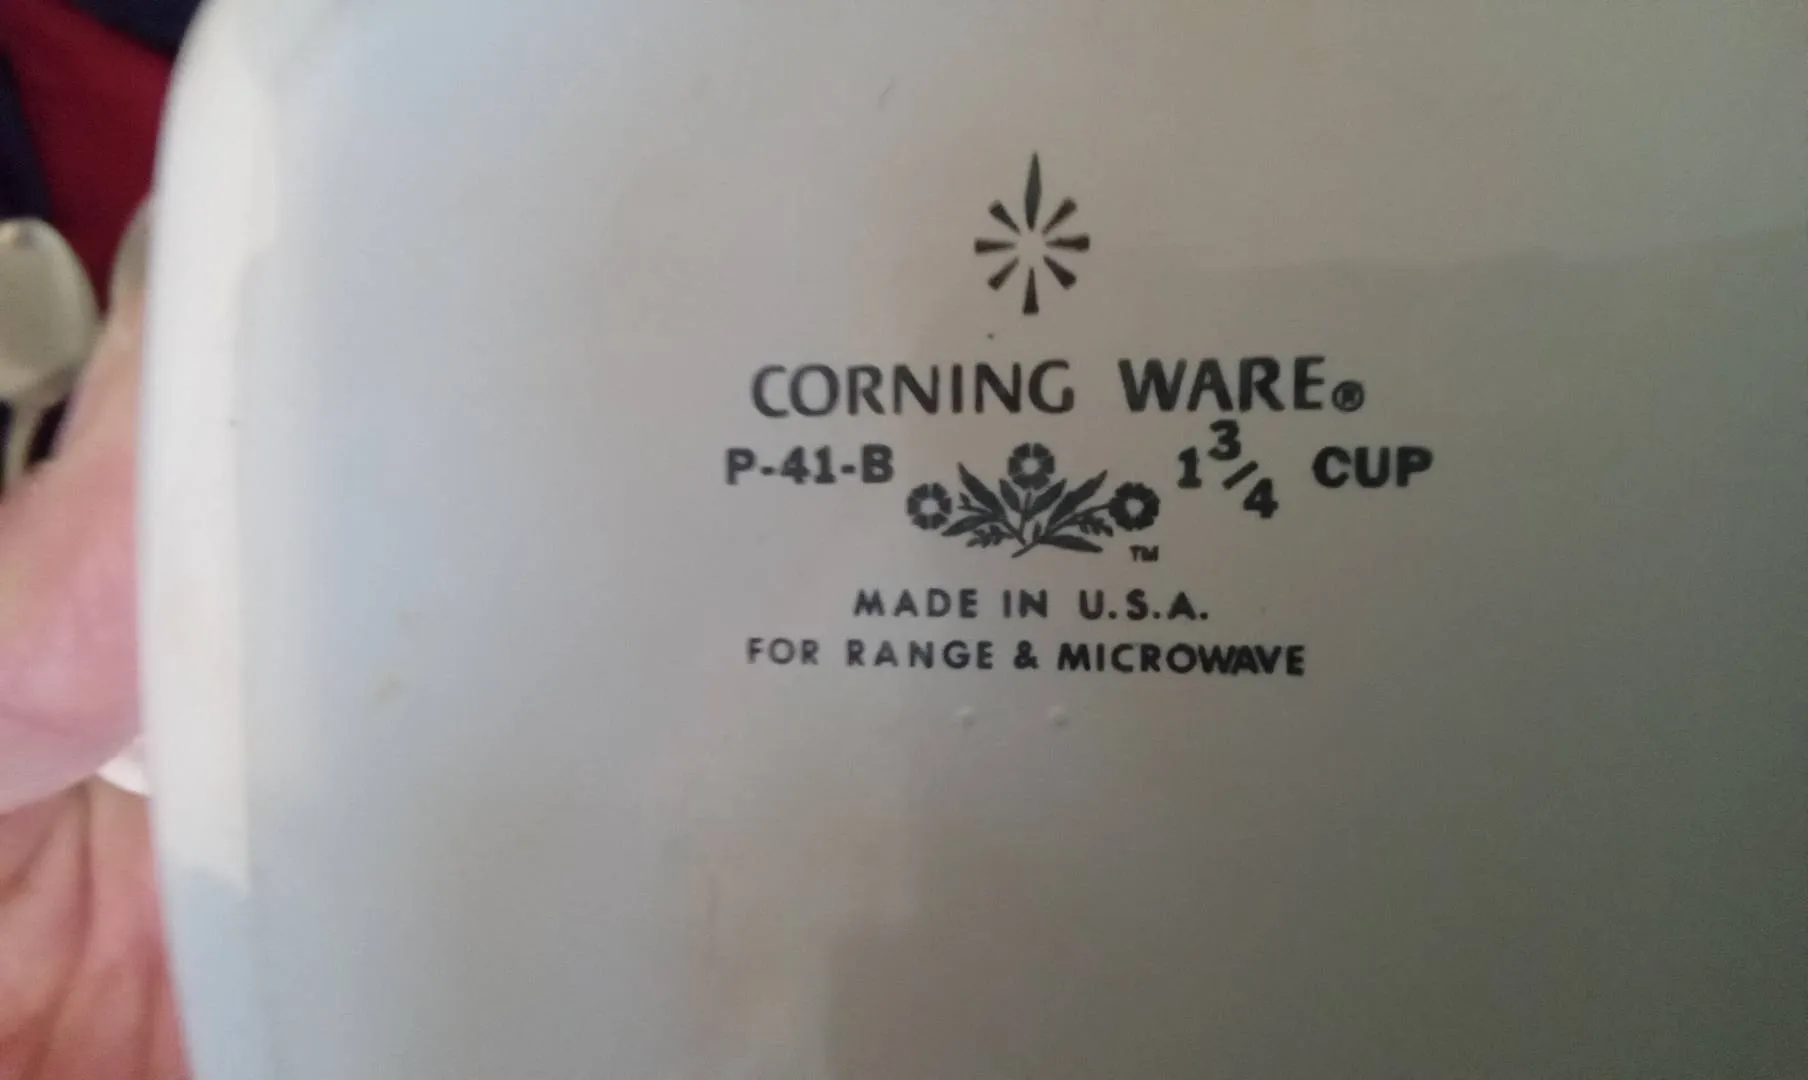 CORNING WARE®
P-41-B 1 3/4 CUP
TM
MADE IN U.S.A.
FOR RANGE & MICROWAVE